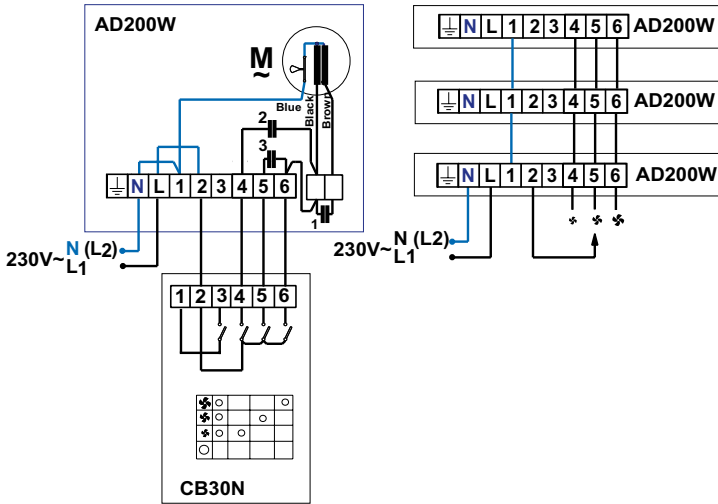 AD200W
M
~
Blue
Black
Brown
2
3
N L 1 2 3 4 5 6
1
230V~ N (L2)
L1
1 2 3 4 5 6
CB30N
N L 1 2 3 4 5 6 AD200W
N L 1 2 3 4 5 6 AD200W
N L 1 2 3 4 5 6 AD200W
230V~ N (L2)
L1